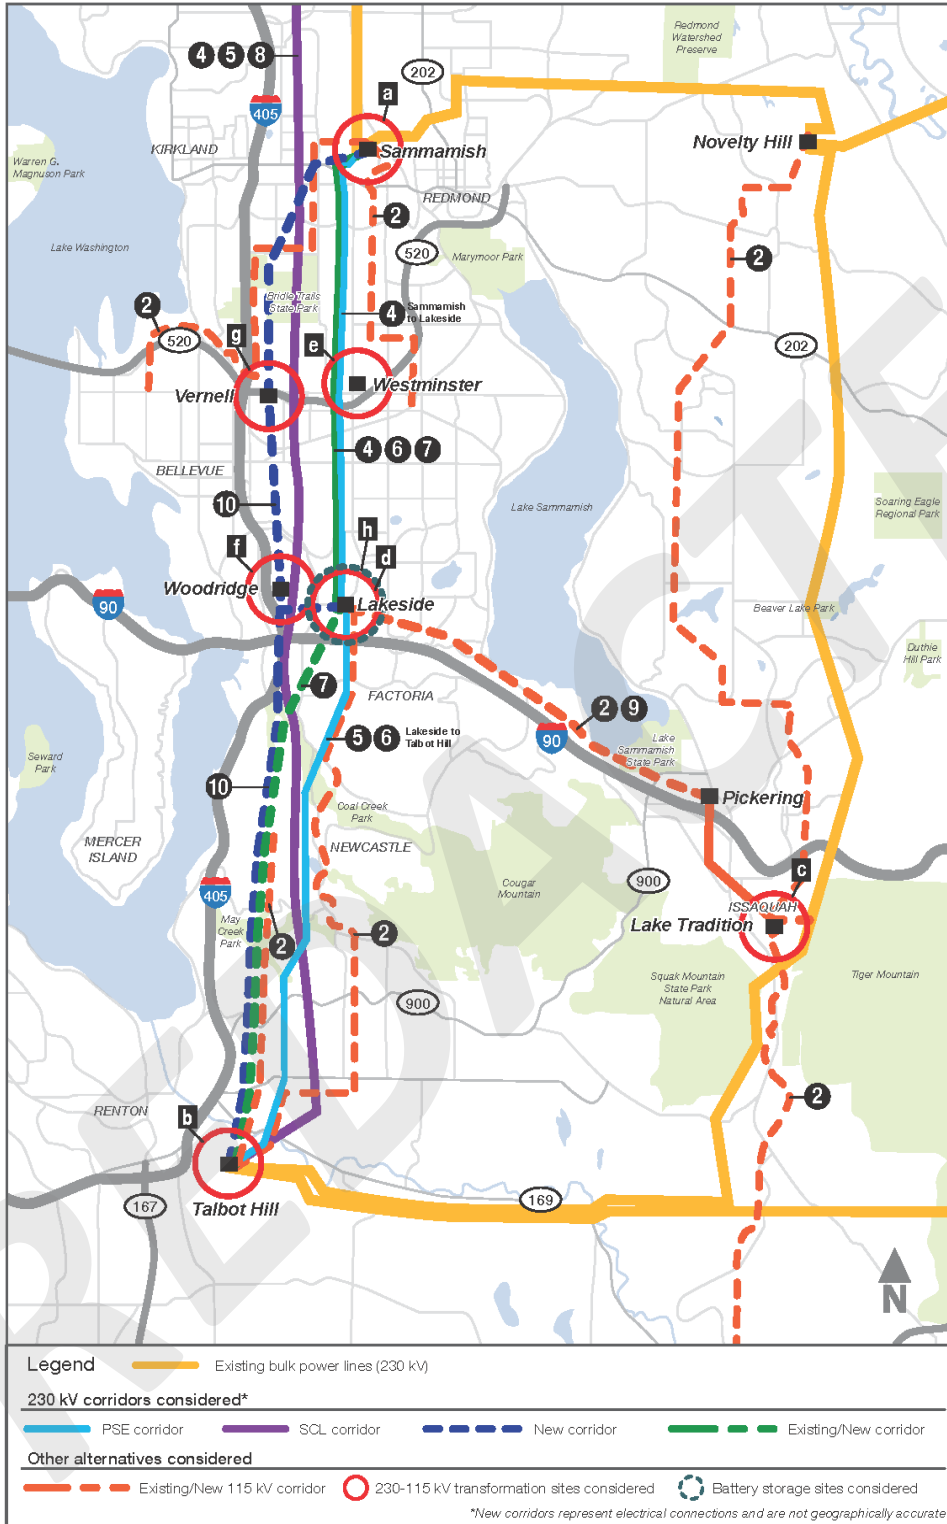 4 5 8
202
Redmond
Watershed
Preserve
a
405
KIRKLAND
Sammamish
Novelty Hill
Warren G.
Magnuson Park
REDMOND
2
Lake Washington
520
Marymoor Park
2
Bridle Trails
State Park
2
4
Sammamish
to Lakeside
520
g
e
202
Vernell
Westminster
4 6 7
BELLEVUE
10
Lake Sammamish
Soaring Eagle
Regional Park
h
f
d
Woodridge
Lakeside
90
Beaver Lake Park
Duthie
Hill Park
7
FACTORIA
2 9
5 6
Lakeside to
Talbot Hill
90
Lake
Sammamish
State Park
Seward
Park
10
Pickering
Coal Creek
Park
MERCER
ISLAND
NEWCASTLE
c
900
405
Cougar
Mountain
ISSAQUAH
May
Creek
Park
Lake Tradition
2
2
Squak Mountain
State Park
Natural Area
Tiger Mountain
900
2
RENTON
b
169
167
Talbot Hill
N
REDACTE
Legend
Existing bulk power lines (230 kV)
230 kV corridors considered*
PSE corridor
SCL corridor
New corridor
Existing/New corridor
Other alternatives considered
Existing/New 115 kV corridor
230-115 kV transformation sites considered
Battery storage sites considered
*New corridors represent electrical connections and are not geographically accurate